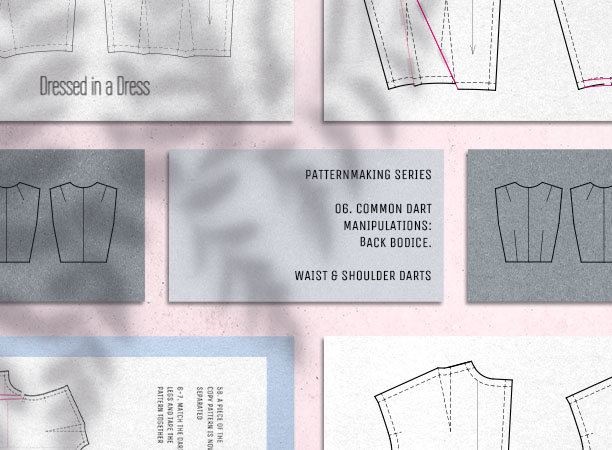 Dressed in a Dress
PATTERNMAKING SERIES
06. COMMON DART
MANIPULATIONS:
BACK BODICE.
WAIST & SHOULDER DARTS
5B. A PIECE OF THE
COPY PATTERN IS NOW
SEPARATED
6-7. MATCH THE DART
LEGS AND TAPE THE
PATTERN TOGETHER